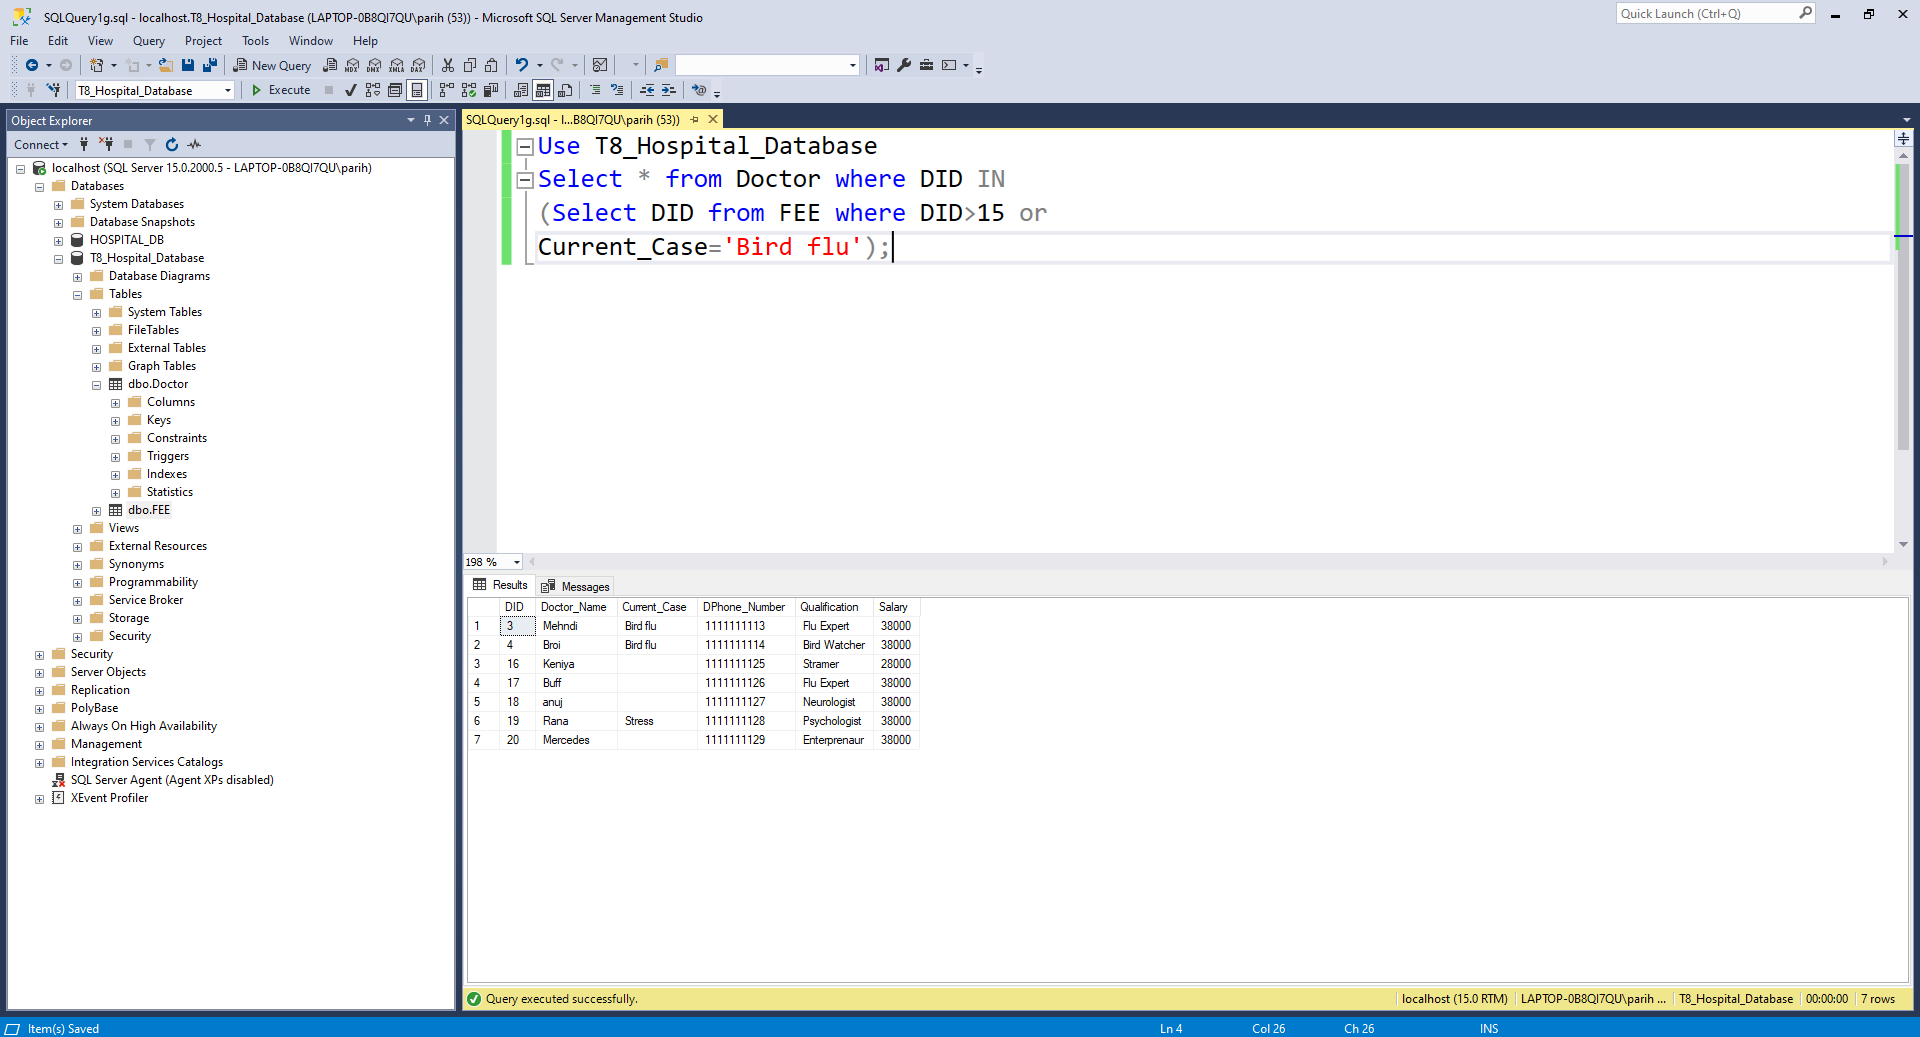 SQLQuery1g.sql - localhost.T8_Hospital_Database (LAPTOP-0B8QI7QU\parih (53)) - Microsoft SQL Server Management Studio
Quick Launch (Ctrl+Q)
File Edit View Query Project Tools Window Help
New Query
MDX DMX XMLA DAX
T8_Hospital_Database Execute
Object Explorer
Connect
localhost (SQL Server 15.0.2000.5 - LAPTOP-0B8QI7QU\parih)
Databases
System Databases
Database Snapshots
HOSPITAL_DB
T8_Hospital_Database
Database Diagrams
Tables
System Tables
FileTables
External Tables
Graph Tables
dbo.Doctor
Columns
Keys
Constraints
Triggers
Indexes
Statistics
dbo.FEE
Views
External Resources
Synonyms
Programmability
Service Broker
Storage
Security
Security
Server Objects
Replication
PolyBase
Always On High Availability
Management
Integration Services Catalogs
SQL Server Agent (Agent XPs disabled)
XEvent Profiler
SQLQuery1g.sql - l...B8QI7QU\parih (53))
Use T8_Hospital_Database
Select * from Doctor where DID IN
(Select DID from FEE where DID>15 or
Current_Case='Bird flu');
198 %
Results Messages
DID Doctor_Name Current_Case DPhone_Number Qualification Salary
1 3 Mehndi Bird flu 1111111113 Flu Expert 38000
2 4 Broi Bird flu 1111111114 Bird Watcher 38000
3 16 Keniya 1111111125 Stramer 28000
4 17 Buff 1111111126 Flu Expert 38000
5 18 anuj 1111111127 Neurologist 38000
6 19 Rana Stress 1111111128 Psychologist 38000
7 20 Mercedes 1111111129 Enterprenaur 38000
Query executed successfully. localhost (15.0 RTM) LAPTOP-0B8QI7QU\parih ... T8_Hospital_Database 00:00:00 7 rows
Item(s) Saved Ln 4 Col 26 Ch 26 INS